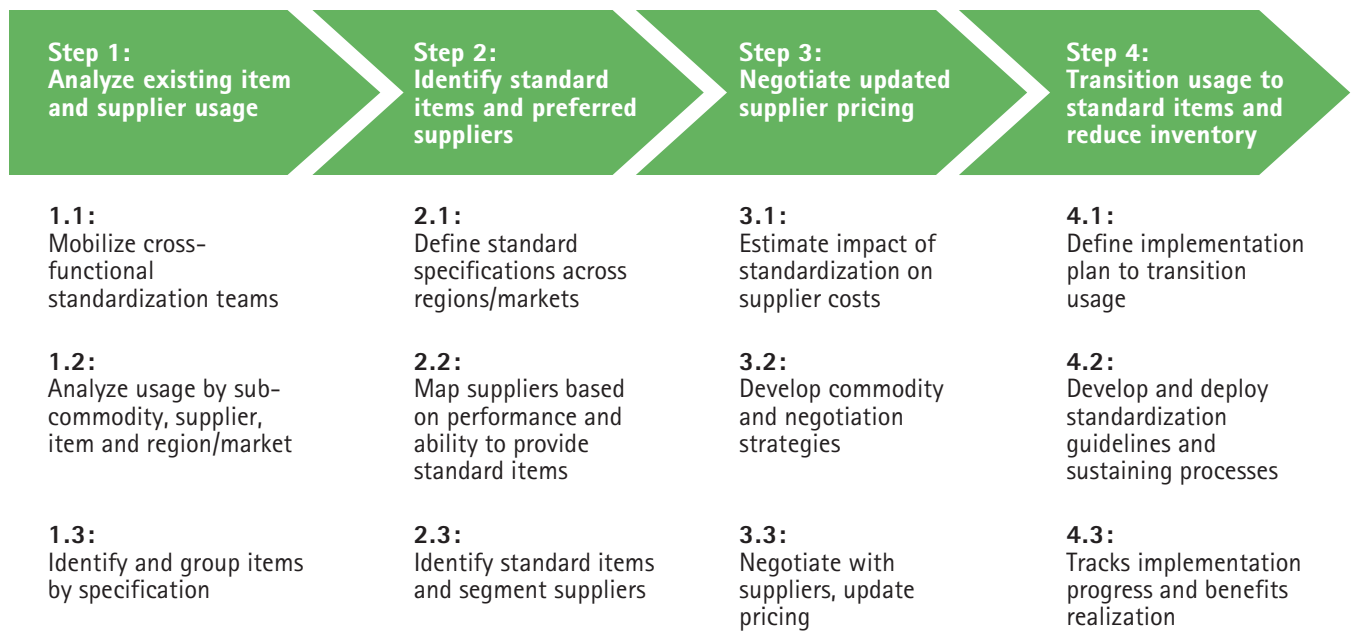 Step 1:
Analyze existing item
and supplier usage
Step 2:
Identify standard
items and preferred
suppliers
Step 3:
Negotiate updated
supplier pricing
Step 4:
Transition usage to
standard items and
reduce inventory
1.1:
Mobilize cross-
functional
standardization teams
1.2:
Analyze usage by sub-
commodity, supplier,
item and region/market
1.3:
Identify and group items
by specification
2.1:
Define standard
specifications across
regions/markets
2.2:
Map suppliers based
on performance and
ability to provide
standard items
2.3:
Identify standard items
and segment suppliers
3.1:
Estimate impact of
standardization on
supplier costs
3.2:
Develop commodity
and negotiation
strategies
3.3:
Negotiate with
suppliers, update
pricing
4.1:
Define implementation
plan to transition
usage
4.2:
Develop and deploy
standardization
guidelines and
sustaining processes
4.3:
Tracks implementation
progress and benefits
realization